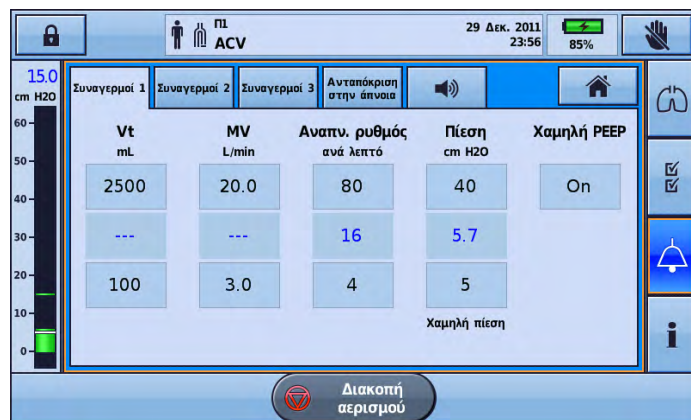 Π1
ACV
29 Δεκ. 2011
23:56
85%
15.0
cm H2O
Συναγερμοί 1
Συναγερμοί 2
Συναγερμοί 3
Ανταπόκριση
στην άπνοια
60
50
40
30
20
10
0
Vt
mL
MV
L/min
Αναπν. ρυθμός
ανά λεπτό
Πίεση
cm H2O
Χαμηλή PEEP
2500
20.0
80
40
On
---
---
16
5.7
100
3.0
4
5
Χαμηλή πίεση
Διακοπή
αερισμού